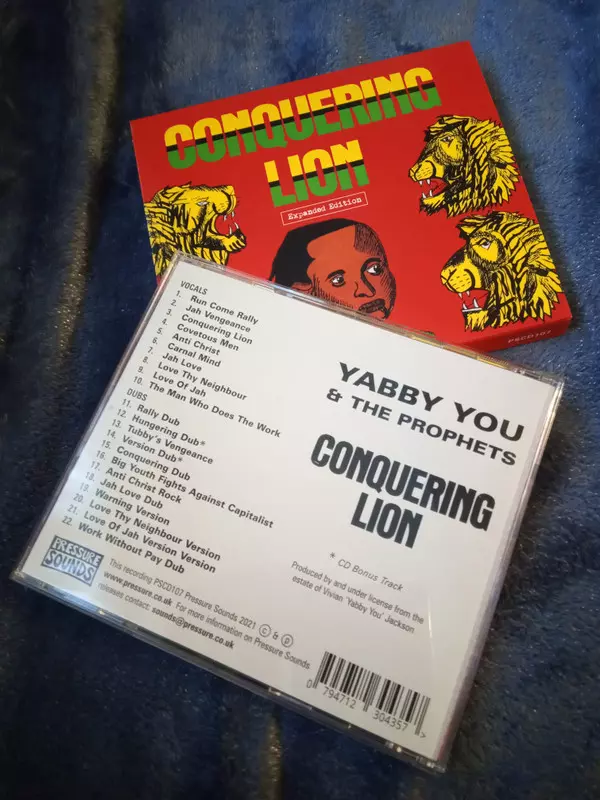 CONQUERING
LION
Expanded Edition
PSCD107
VOCALS
1. Run Come Rally
2. Jah Vengeance
3. Conquering Lion
4. Covetous Men
5. Anti Christ
6. Carnal Mind
7. Jah Love
8. Love Thy Neighbour
9. Love Of Jah
10. The Man Who Does The Work
DUBS
11. Rally Dub
12. Hungering Dub*
13. Tubby's Vengeance
14. Version Dub*
15. Conquering Dub
16. Big Youth Fights Against Capitalist
17. Anti Christ Rock
18. Jah Love Dub
19. Warning Version
20. Love Thy Neighbour Version
21. Love Of Jah Version Version
22. Work Without Pay Dub
YABBY YOU
& THE PROPHETS
CONQUERING
LION
* CD Bonus Track
Produced by and under license from the
estate of Vivian 'Yabby You' Jackson
PRESSURE
SOUNDS
This recording PSCD107 Pressure Sounds 2021 © & ℗
www.pressure.co.uk For more information on Pressure Sounds
releases contact: sounds@pressure.co.uk
0 794712 304357 >